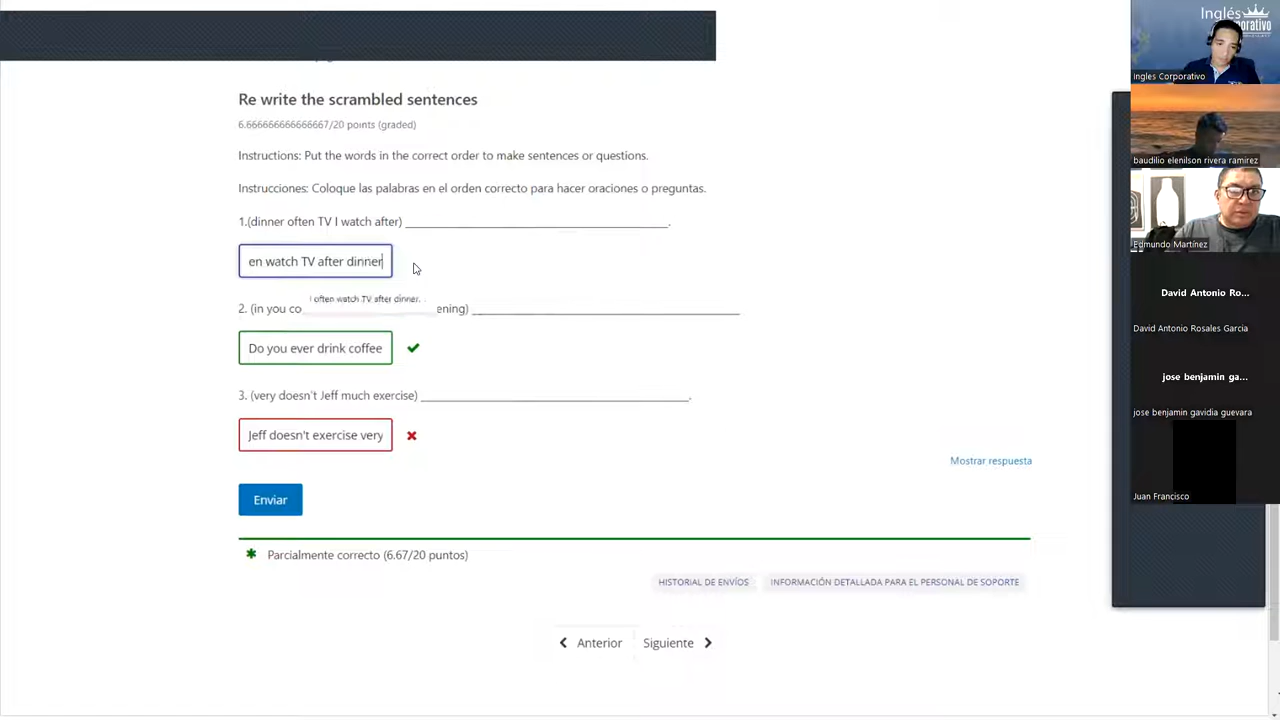 Re write the scrambled sentences
6.666666666666667/20 points (graded)
Instructions: Put the words in the correct order to make sentences or questions.
Instrucciones: Coloque las palabras en el orden correcto para hacer oraciones o preguntas.
1.(dinner often TV I watch after) ________________________________________.
en watch TV after dinner
I often watch TV after dinner.
2. (in you co ening) ________________________________________
Do you ever drink coffee
3. (very doesn't Jeff much exercise) ________________________________________.
Jeff doesn't exercise very
Mostrar respuesta
Enviar
Parcialmente correcto (6.67/20 puntos)
HISTORIAL DE ENVÍOS
INFORMACIÓN DETALLADA PARA EL PERSONAL DE SOPORTE
Anterior
Siguiente
Inglés
Ingles Corporativo
baudilio elenilson rivera ramirez
Edmundo Martínez
David Antonio Ro...
David Antonio Rosales Garcia
jose benjamin ga...
jose benjamin gavidia guevara
Juan Francisco